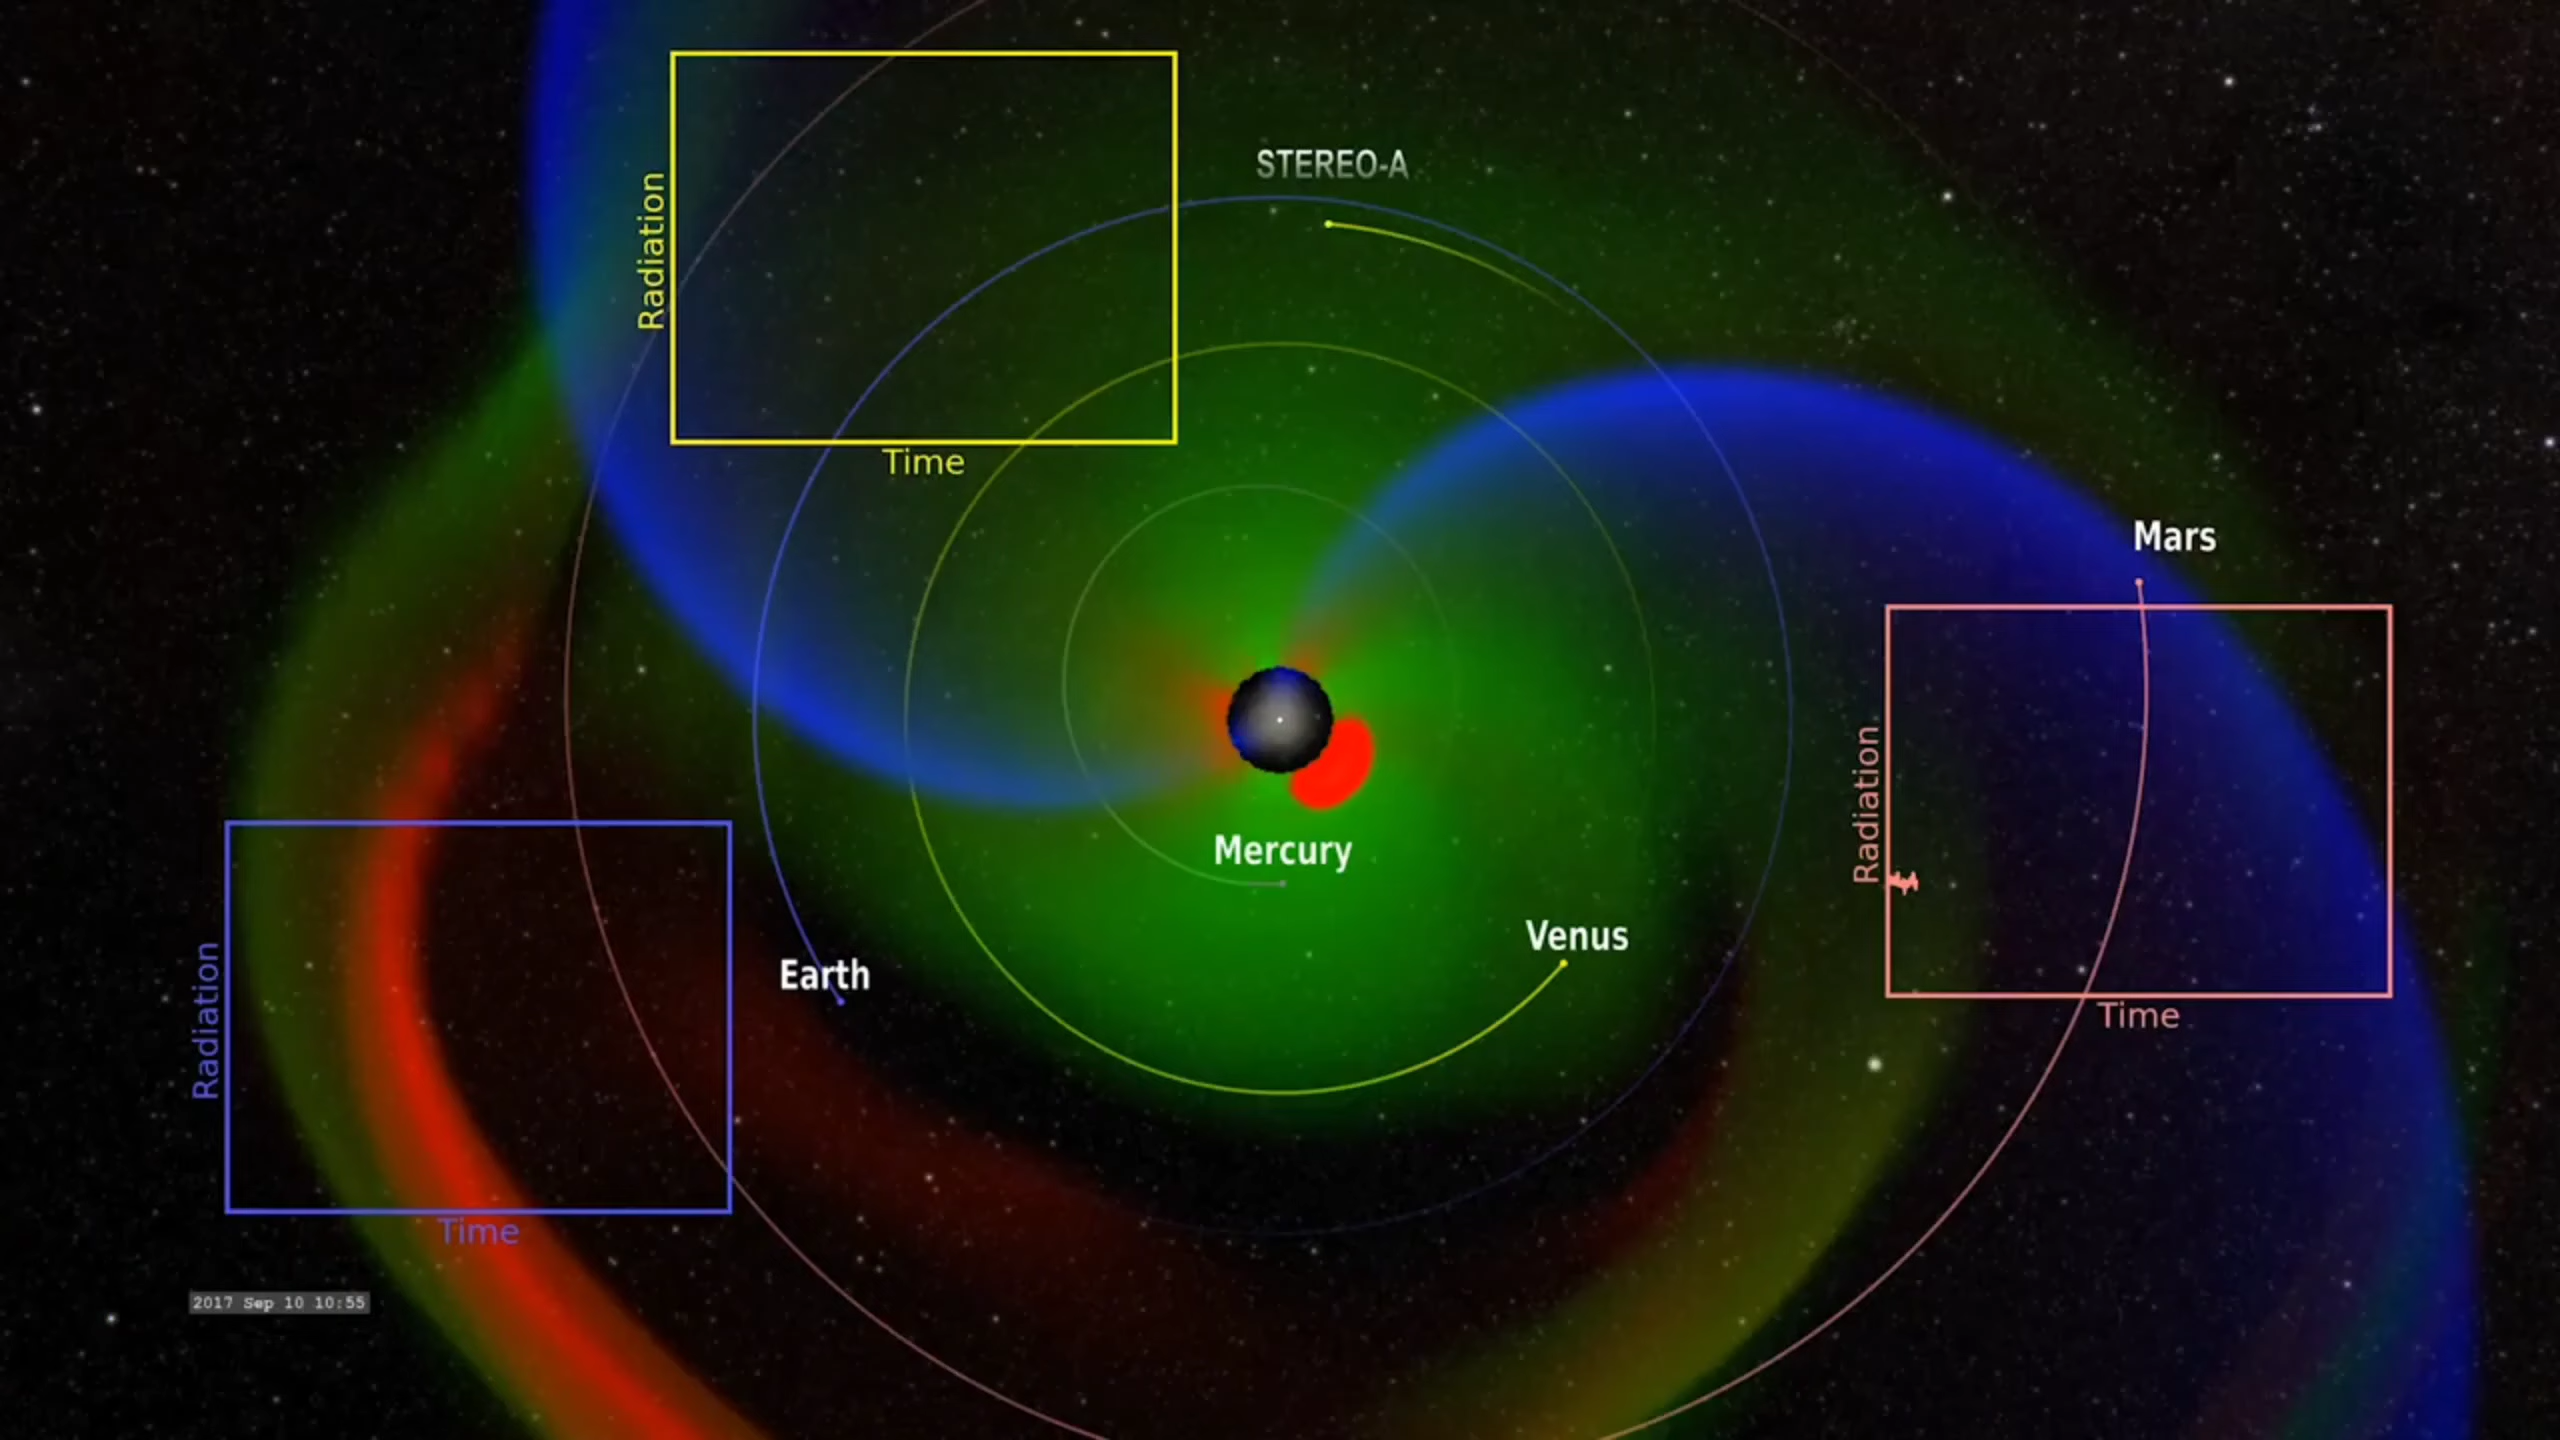 STEREO-A
Radiation
Time
Mars
Radiation
Time
Mercury
Venus
Earth
Radiation
Time
2017 Sep 10 10:55